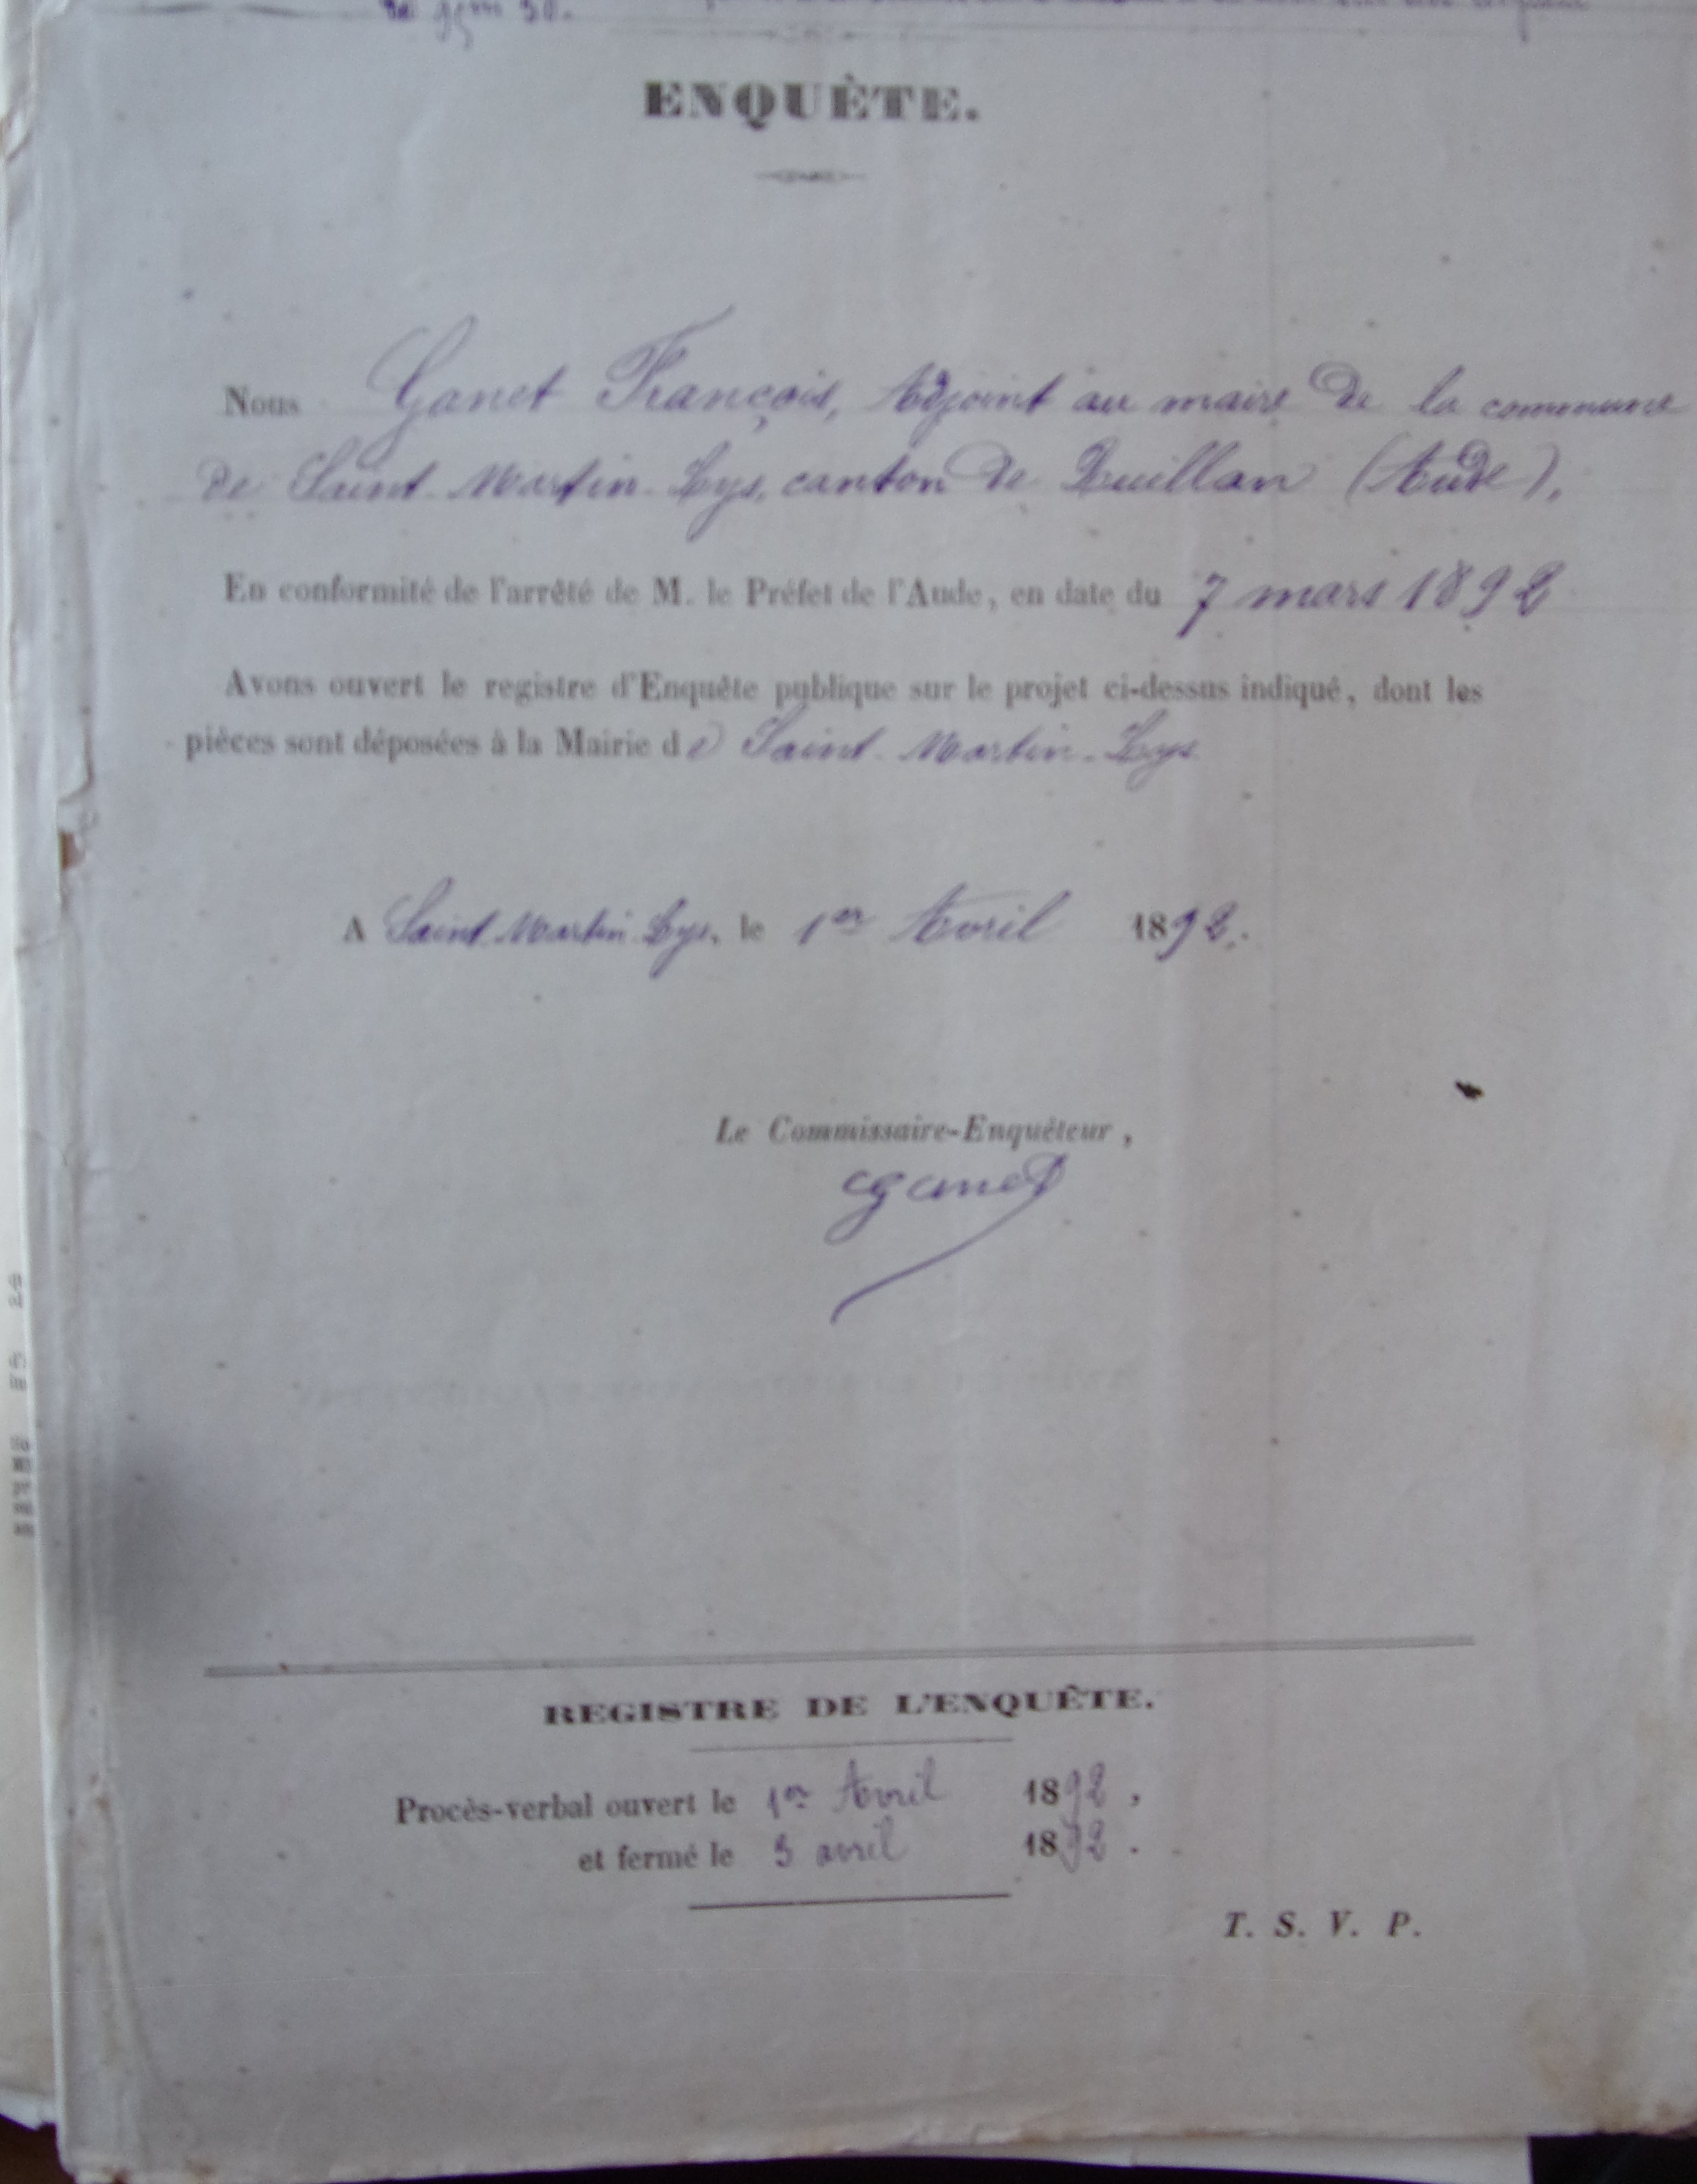 ENQUÊTE.
Nous Ganet François, Adjoint au maire de la commune
de Saint-Martin-Lys, canton de Quillan (Aude),
En conformité de l'arrêté de M. le Préfet de l'Aude, en date du 7 mars 1892
Avons ouvert le registre d'Enquête publique sur le projet ci-dessus indiqué, dont les
pièces sont déposées à la Mairie de Saint-Martin-Lys
A Saint Martin Lys, le 1er Avril 1892.
Le Commissaire-Enquêteur,
ganet
REGISTRE DE L'ENQUÊTE.
Procès-verbal ouvert le 1er Avril 1892,
et fermé le 3 avril 1892.
T. S. V. P.